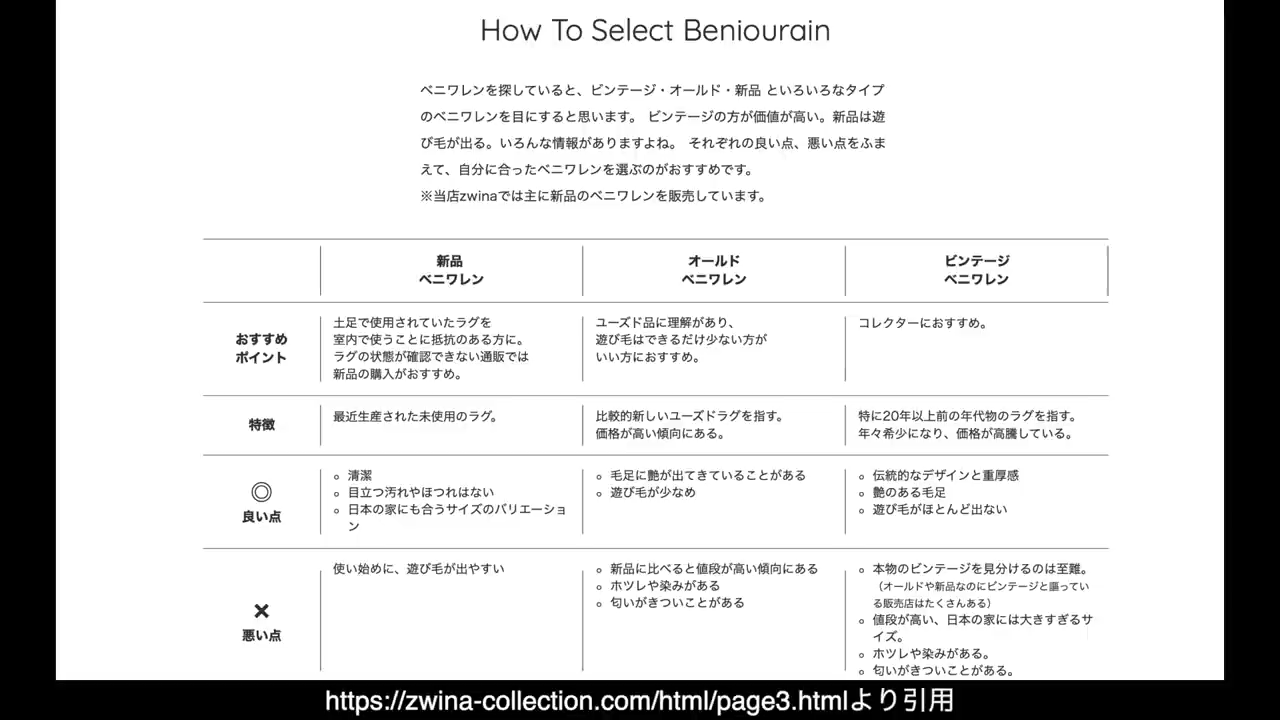 How To Select Beniourain
ベニワレンを探していると、ビンテージ・オールド・新品 といろいろなタイプ
のベニワレンを目にすると思います。 ビンテージの方が価値が高い。新品は遊
び毛が出る。いろんな情報がありますよね。 それぞれの良い点、悪い点をふま
えて、自分に合ったベニワレンを選ぶのがおすすめです。
※当店zwinaでは主に新品のベニワレンを販売しています。
新品
ベニワレン
オールド
ベニワレン
ビンテージ
ベニワレン
おすすめ
ポイント
土足で使用されていたラグを
室内で使うことに抵抗のある方に。
ラグの状態が確認できない通販では
新品の購入がおすすめ。
ユーズド品に理解があり、
遊び毛はできるだけ少ない方が
いい方におすすめ。
コレクターにおすすめ。
特徴
最近生産された未使用のラグ。
比較的新しいユーズドラグを指す。
価格が高い傾向にある。
特に20年以上前の年代物のラグを指す。
年々希少になり、価格が高騰している。
◎
良い点
清潔
目立つ汚れやほつれはない
日本の家にも合うサイズのバリエーショ
ン
毛足に艶が出てきていることがある
遊び毛が少なめ
伝統的なデザインと重厚感
艶のある毛足
遊び毛がほとんど出ない
×
悪い点
使い始めに、遊び毛が出やすい
新品に比べると値段が高い傾向にある
ホツレや染みがある
匂いがきついことがある
本物のビンテージを見分けるのは至難。
（オールドや新品なのにビンテージと謳ってい
る販売店はたくさんある）
値段が高い、日本の家には大きすぎるサ
イズ。
ホツレや染みがある。
匂いがきついことがある。
https://zwina-collection.com/html/page3.htmlより引用